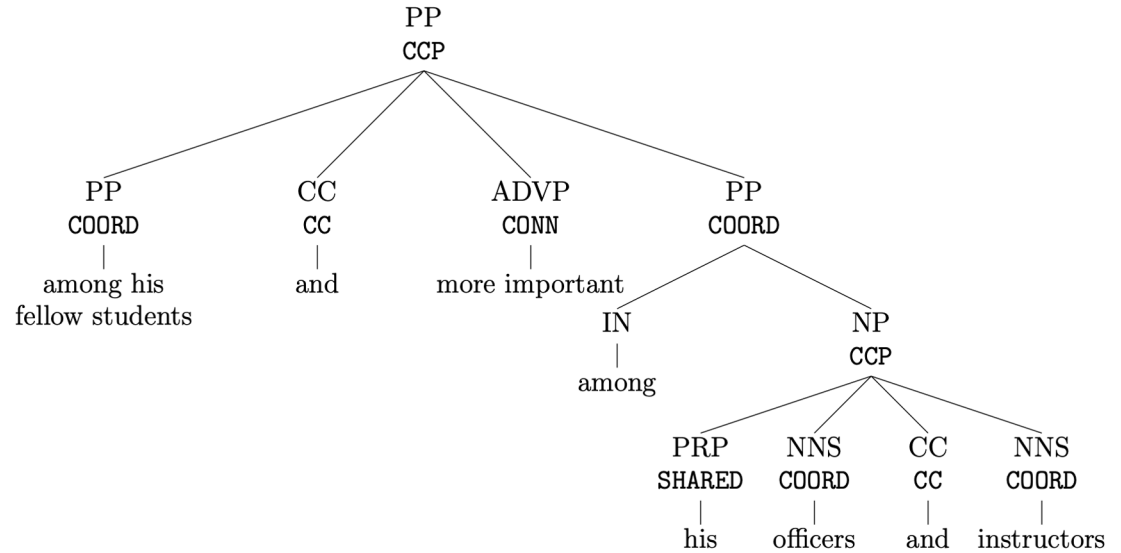 PP
CCP
PP CC ADVP PP
COORD CC CONN COORD
among his and more important
fellow students
IN NP
CCP
among
PRP NNS CC NNS
SHARED COORD CC COORD
his officers and instructors